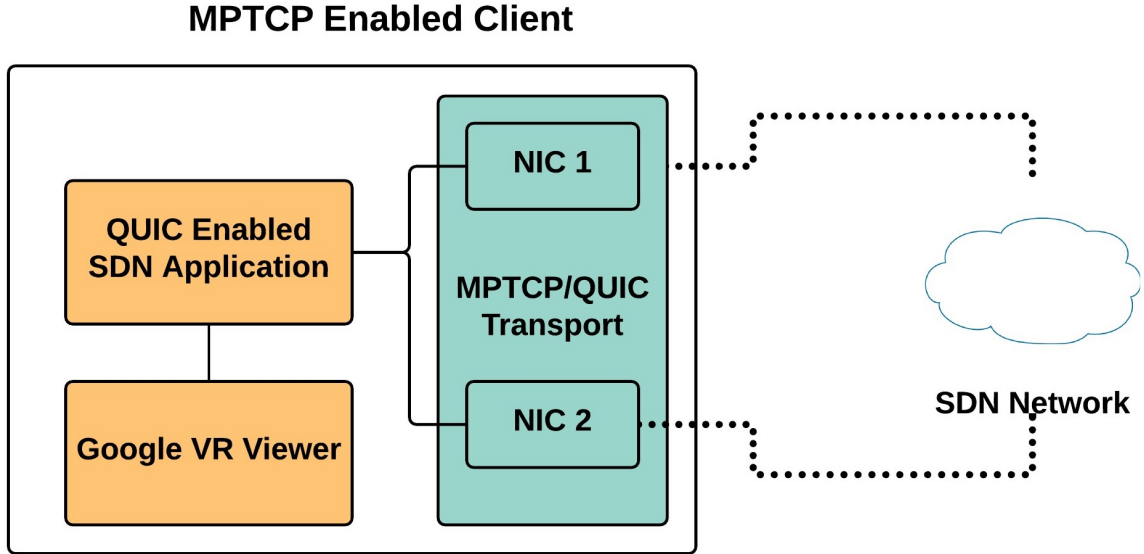 MPTCP Enabled Client
NIC 1
QUIC Enabled
SDN Application
MPTCP/QUIC
Transport
NIC 2
Google VR Viewer
SDN Network